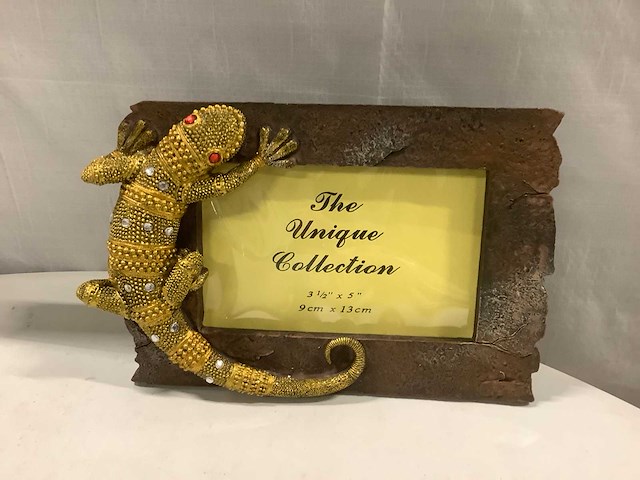 The
Unique
Collection
3 ½" x 5"
9cm x 13cm